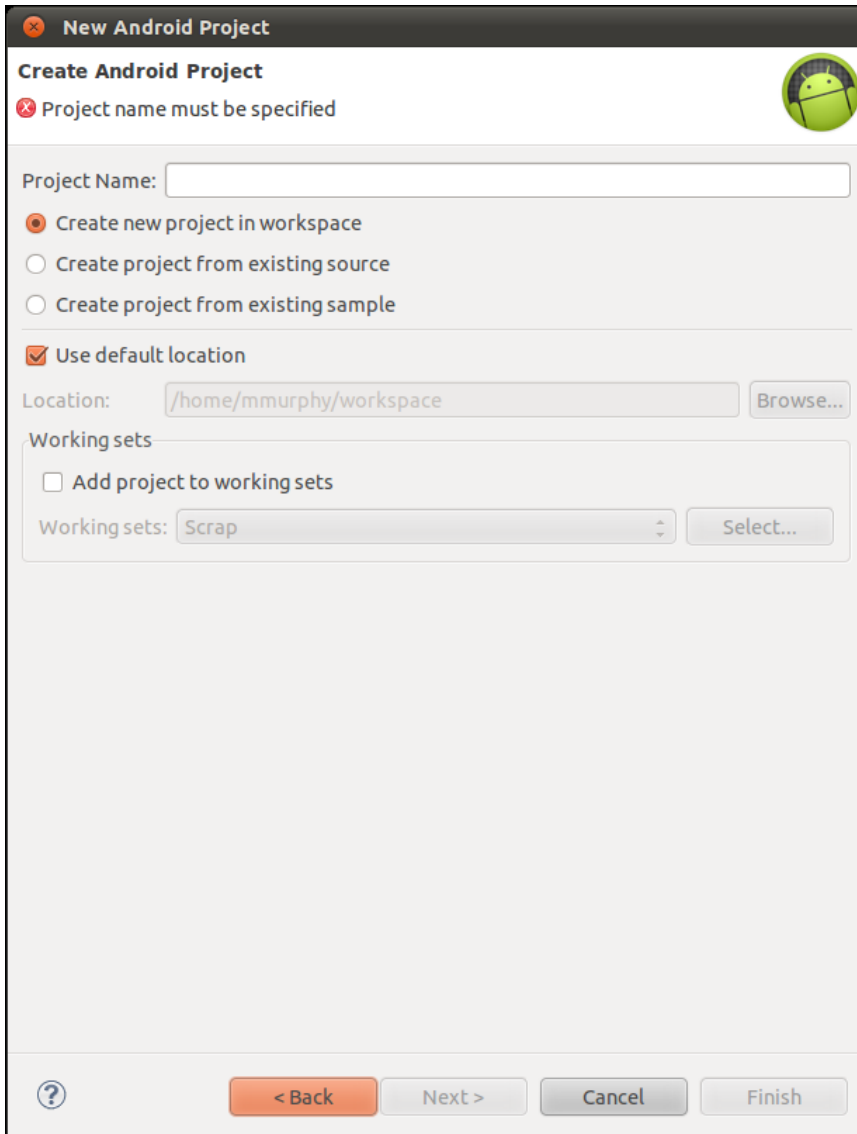 New Android Project
Create Android Project
Project name must be specified
Project Name:
Create new project in workspace
Create project from existing source
Create project from existing sample
Use default location
Location: /home/mmurphy/workspace Browse...
Working sets
Add project to working sets
Working sets: Scrap Select...
? < Back Next > Cancel Finish